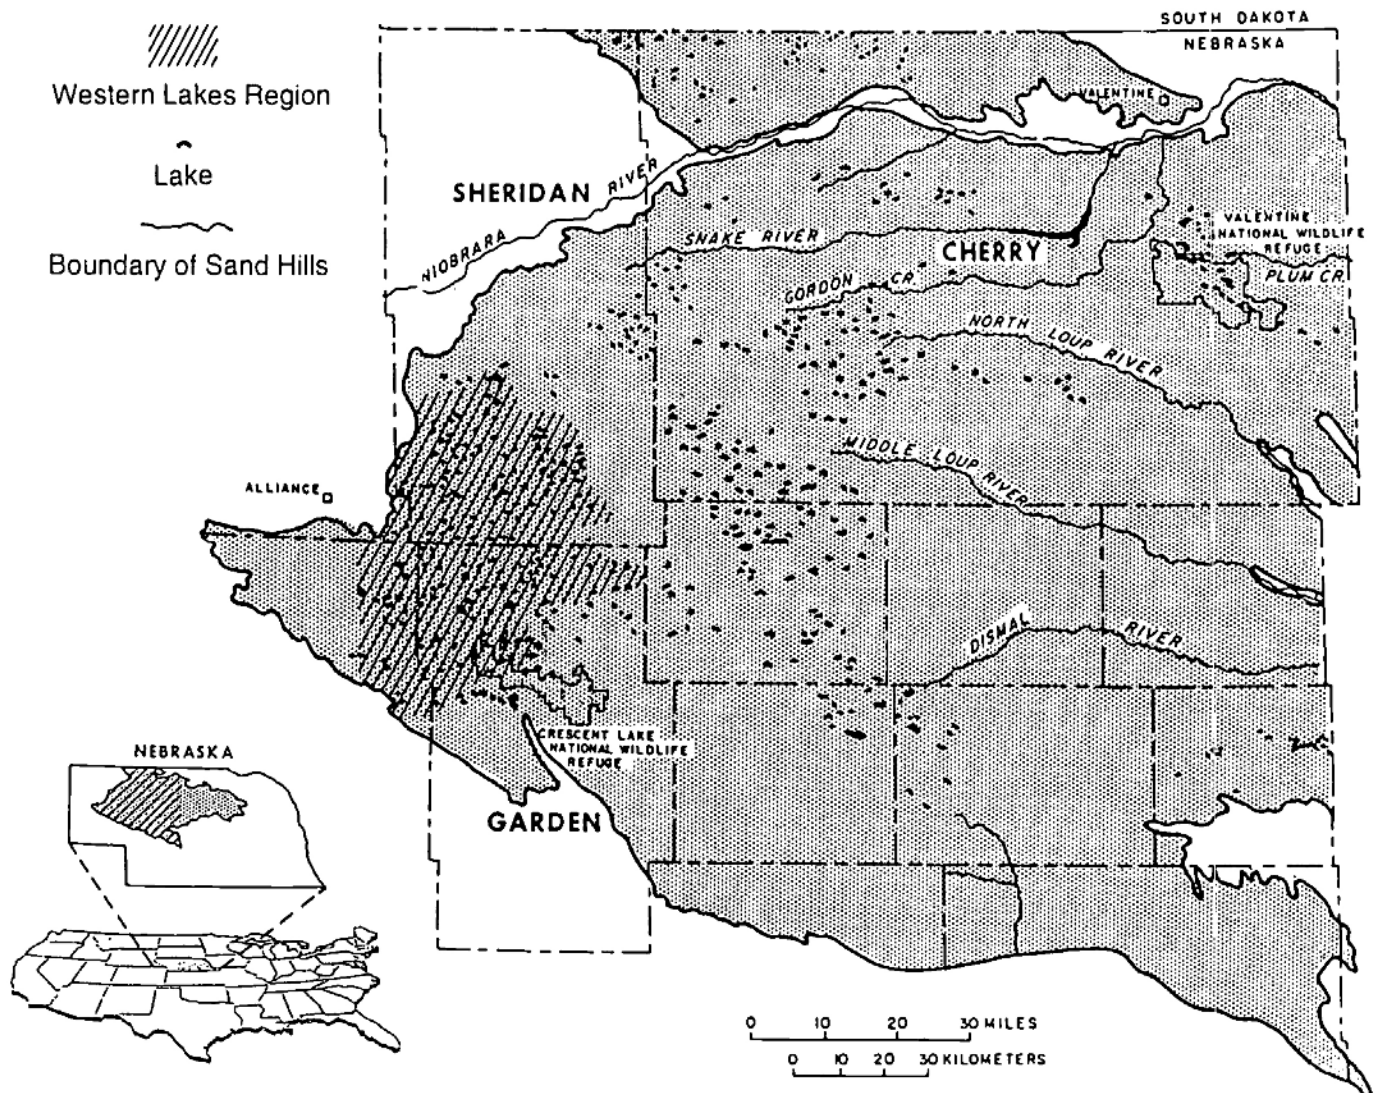 SOUTH DAKOTA
NEBRASKA
Western Lakes Region
Lake
Boundary of Sand Hills
VALENTINE
SHERIDAN
NIOBRARA RIVER
SNAKE RIVER
CHERRY
VALENTINE
NATIONAL WILDLIFE
REFUGE
PLUM CR.
GORDON CR.
NORTH LOUP RIVER
MIDDLE LOUP RIVER
ALLIANCE
DISMAL RIVER
CRESCENT LAKE
NATIONAL WILDLIFE
REFUGE
GARDEN
NEBRASKA
0 10 20 30 MILES
0 10 20 30 KILOMETERS